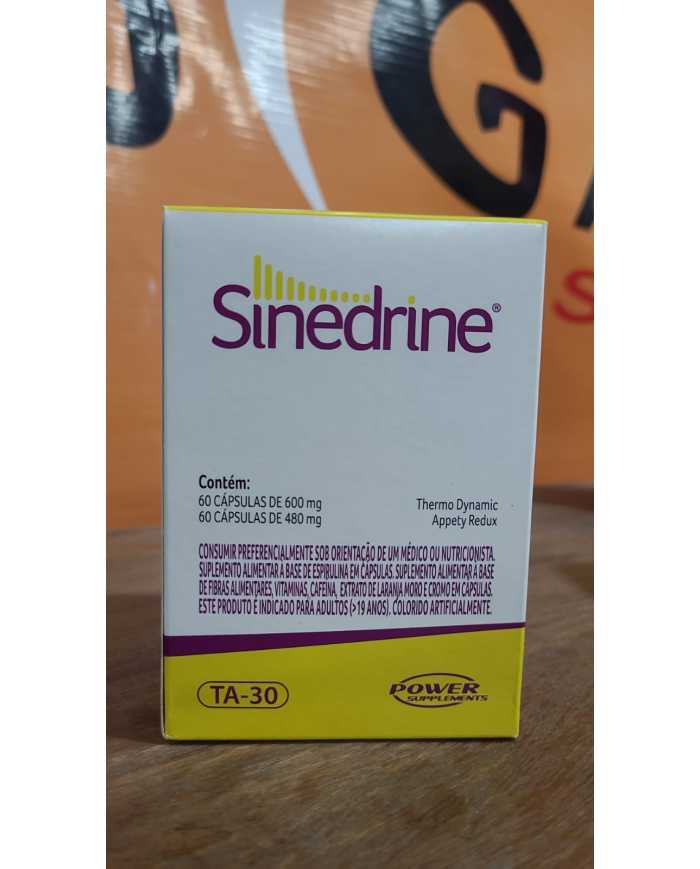 G
S
Sinedrine®
Contém:
60 CÁPSULAS DE 600 mg Thermo Dynamic
60 CÁPSULAS DE 480 mg Appety Redux
CONSUMIR PREFERENCIALMENTE SOB ORIENTAÇÃO DE UM MÉDICO OU NUTRICIONISTA.
SUPLEMENTO ALIMENTAR A BASE DE ESPIRULINA EM CÁPSULAS. SUPLEMENTO ALIMENTAR A BASE
DE FIBRAS ALIMENTARES, VITAMINAS, CAFEÍNA, EXTRATO DE LARANJA MORO E CROMO EM CÁPSULAS.
ESTE PRODUTO É INDICADO PARA ADULTOS (>19 ANOS). COLORIDO ARTIFICIALMENTE.
TA-30
POWER
SUPPLEMENTS